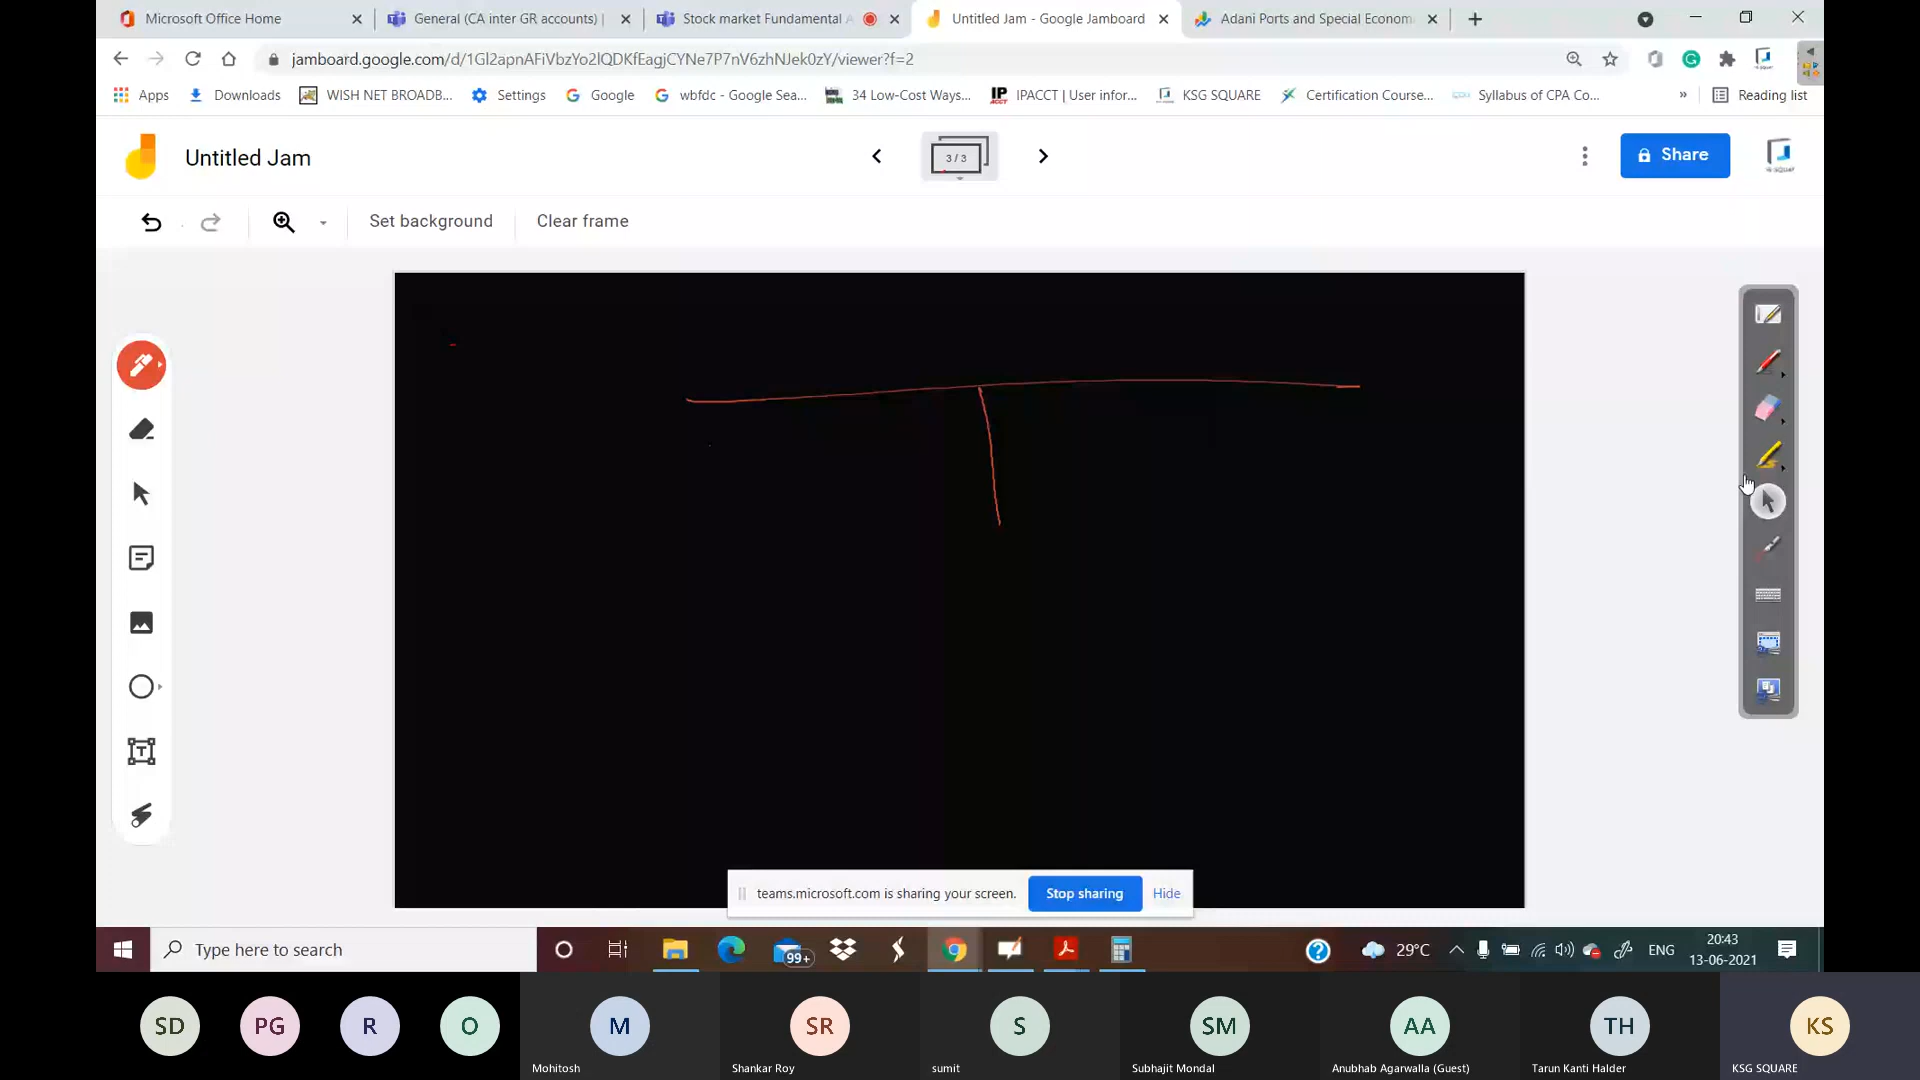 Microsoft Office Home
General (CA inter GR accounts) |
Stock market Fundamental A
Untitled Jam - Google Jamboard
Adani Ports and Special Econom
jamboard.google.com/d/1Gl2apnAFiVbzYo2lQDKfEagjCYNe7P7nV6zhNJek0zY/viewer?f=2
Apps
Downloads
WISH NET BROADB...
Settings
Google
wbfdc - Google Sea...
34 Low-Cost Ways...
IPACCT | User infor...
KSG SQUARE
Certification Course...
Syllabus of CPA Co...
»
Reading list
Untitled Jam
3 / 3
Share
Set background
Clear frame
teams.microsoft.com is sharing your screen.
Stop sharing
Hide
Type here to search
99+
29°C
ENG
20:43
13-06-2021
SD
PG
R
O
M
SR
S
SM
AA
TH
KS
Mohitosh
Shankar Roy
sumit
Subhajit Mondal
Anubhab Agarwalla (Guest)
Tarun Kanti Halder
KSG SQUARE